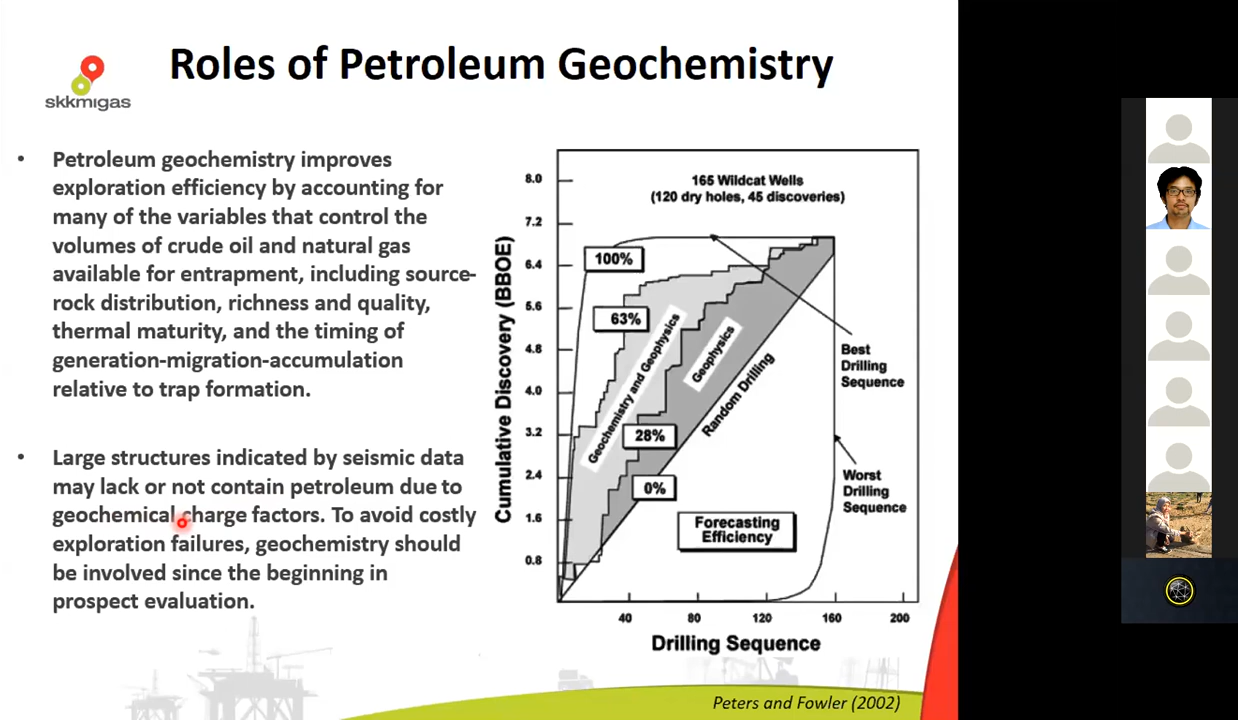 Roles of Petroleum Geochemistry
skkmigas
• Petroleum geochemistry improves
exploration efficiency by accounting for
many of the variables that control the
volumes of crude oil and natural gas
available for entrapment, including source-
rock distribution, richness and quality,
thermal maturity, and the timing of
generation-migration-accumulation
relative to trap formation.
• Large structures indicated by seismic data
may lack or not contain petroleum due to
geochemical charge factors. To avoid costly
exploration failures, geochemistry should
be involved since the beginning in
prospect evaluation.
165 Wildcat Wells
(120 dry holes, 45 discoveries)
Cumulative Discovery (BBOE)
8.0
7.2
6.4
5.6
4.8
4.0
3.2
2.4
1.6
0.8
100%
63%
28%
0%
Geochemistry and Geophysics
Geophysics
Random Drilling
Best
Drilling
Sequence
Worst
Drilling
Sequence
Forecasting
Efficiency
40 80 120 160 200
Drilling Sequence
Peters and Fowler (2002)